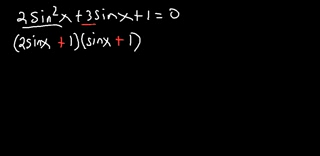 2sin²x+3sinx+1=0
(2sinx + 1)(sinx + 1)